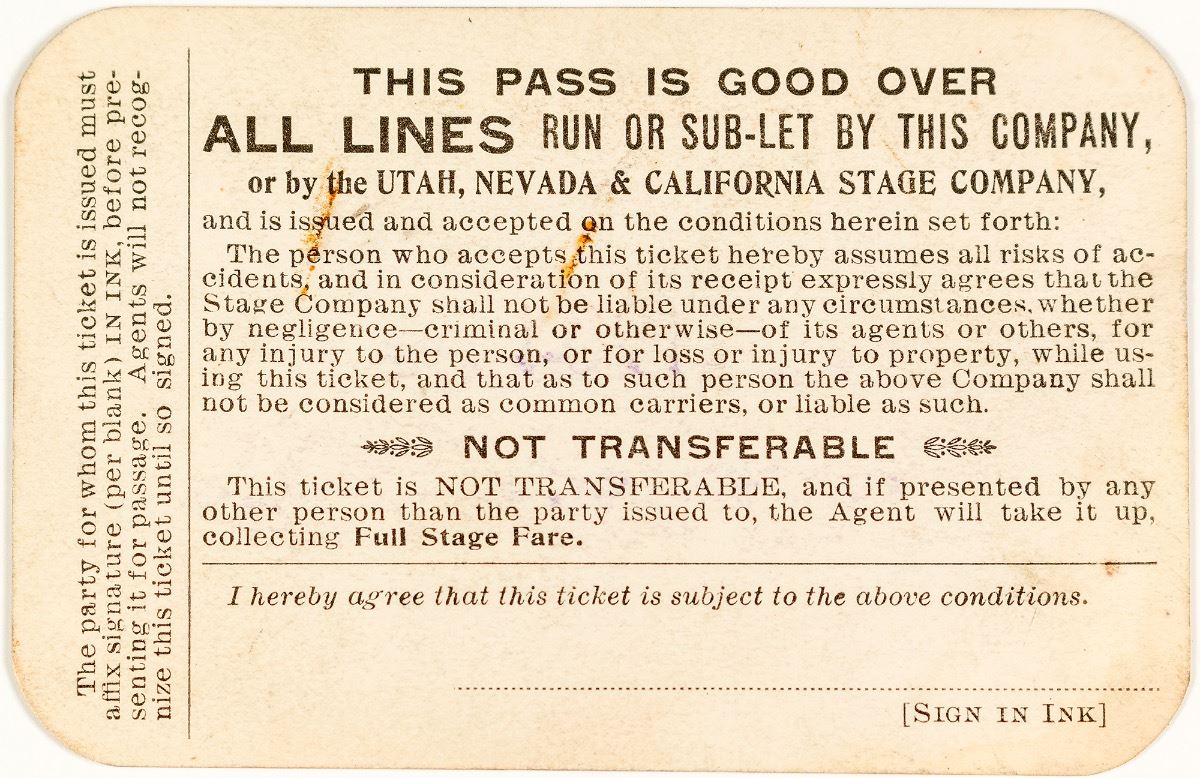 THIS PASS IS GOOD OVER
ALL LINES RUN OR SUB-LET BY THIS COMPANY,
or by the UTAH, NEVADA & CALIFORNIA STAGE COMPANY,
and is issued and accepted on the conditions herein set forth:
The person who accepts this ticket hereby assumes all risks of ac-
cidents, and in consideration of its receipt expressly agrees that the
Stage Company shall not be liable under any circumstances, whether
by negligence—criminal or otherwise—of its agents or others, for
any injury to the person, or for loss or injury to property, while us-
ing this ticket, and that as to such person the above Company shall
not be considered as common carriers, or liable as such.
NOT TRANSFERABLE
This ticket is NOT TRANSFERABLE, and if presented by any
other person than the party issued to, the Agent will take it up,
collecting Full Stage Fare.
I hereby agree that this ticket is subject to the above conditions.
[SIGN IN INK]
The party for whom this ticket is issued must
affix signature (per blank) IN INK, before pre-
senting it for passage. Agents will not recog-
nize this ticket until so signed.